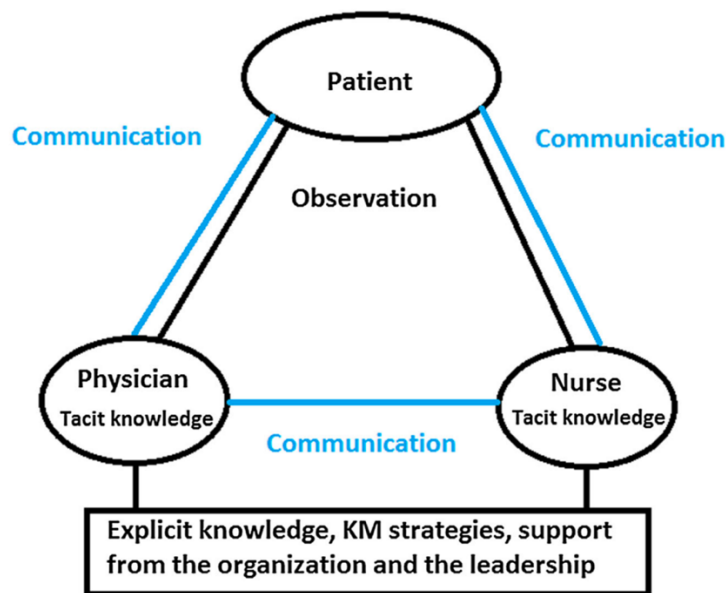 Patient
Communication
Communication
Observation
Physician
Tacit knowledge
Nurse
Tacit knowledge
Communication
Explicit knowledge, KM strategies, support
from the organization and the leadership